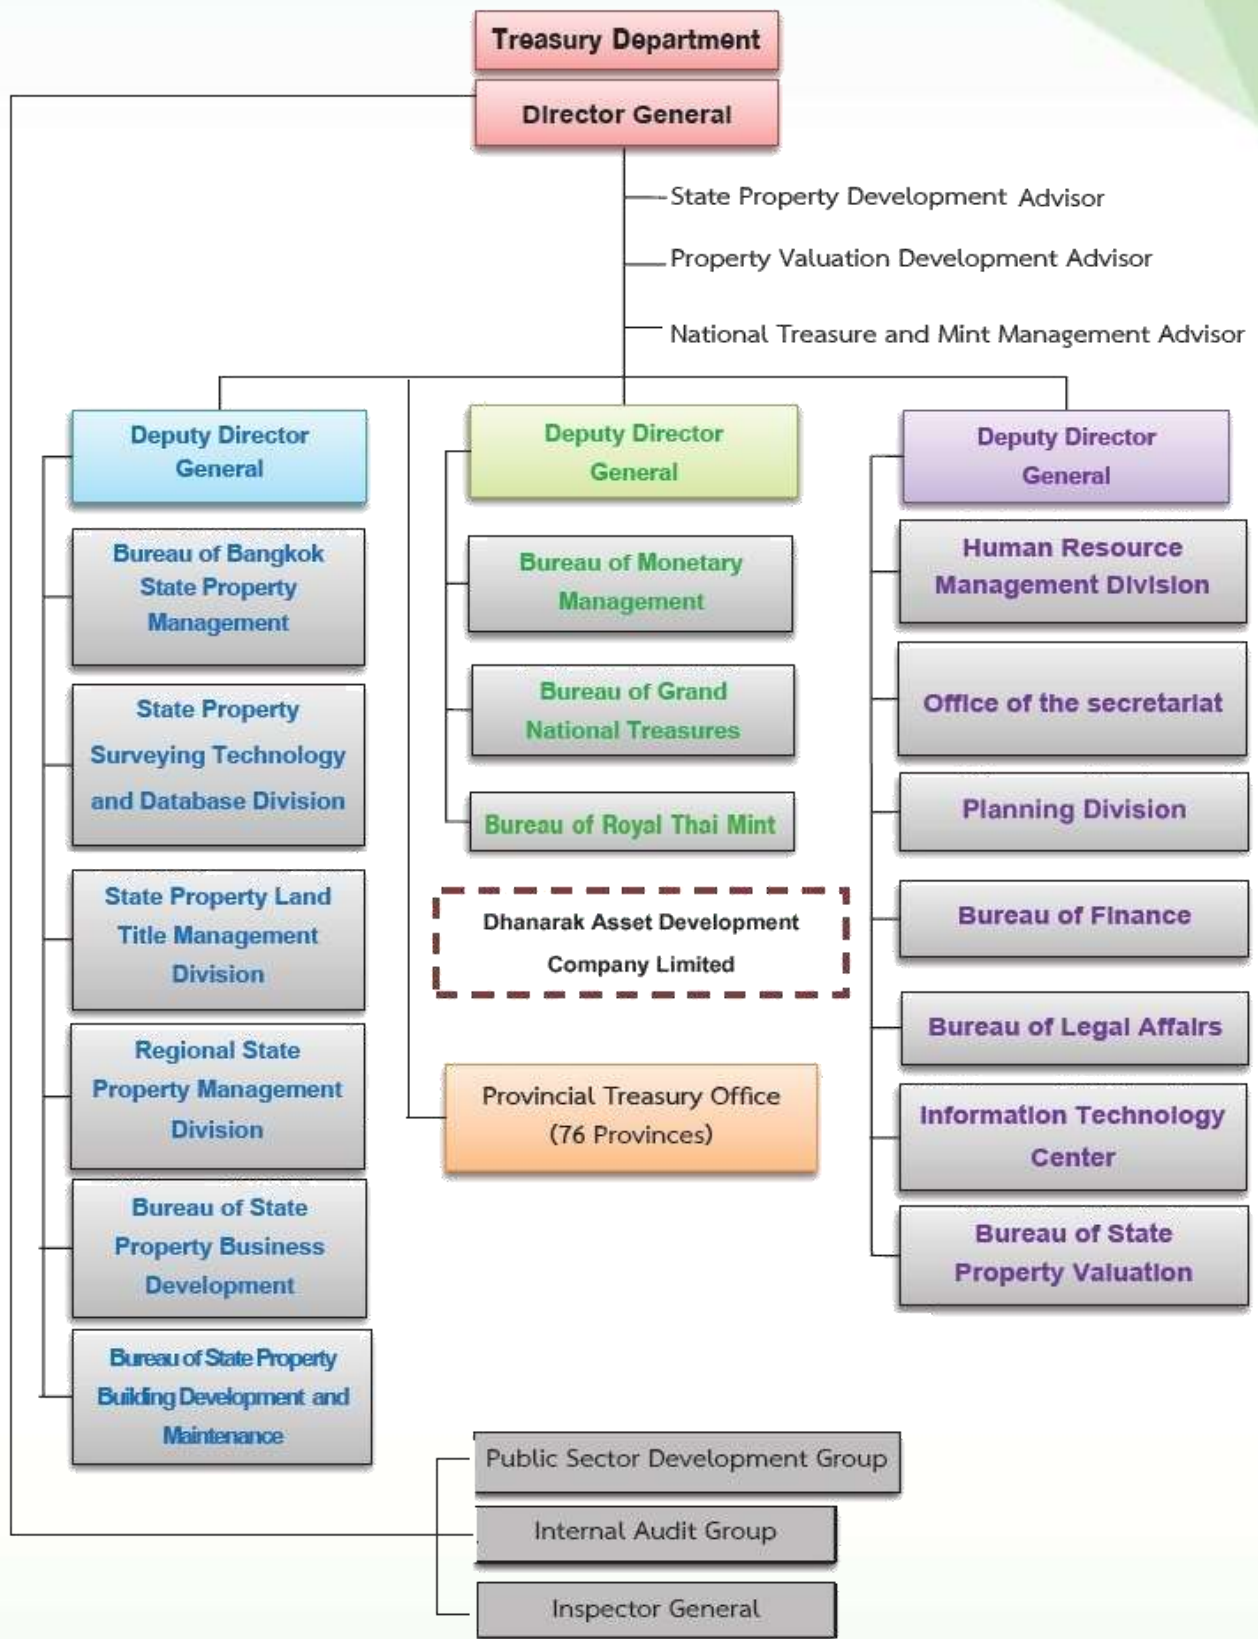 Treasury Department
Director General
State Property Development Advisor
Property Valuation Development Advisor
National Treasure and Mint Management Advisor
Deputy Director
General
Bureau of Bangkok
State Property
Management
State Property
Surveying Technology
and Database Division
State Property Land
Title Management
Division
Regional State
Property Management
Division
Bureau of State
Property Business
Development
Bureau of State Property
Building Development and
Maintenance
Deputy Director
General
Bureau of Monetary
Management
Bureau of Grand
National Treasures
Bureau of Royal Thai Mint
Dhanarak Asset Development
Company Limited
Provincial Treasury Office
(76 Provinces)
Deputy Director
General
Human Resource
Management Division
Office of the secretariat
Planning Division
Bureau of Finance
Bureau of Legal Affairs
Information Technology
Center
Bureau of State
Property Valuation
Public Sector Development Group
Internal Audit Group
Inspector General